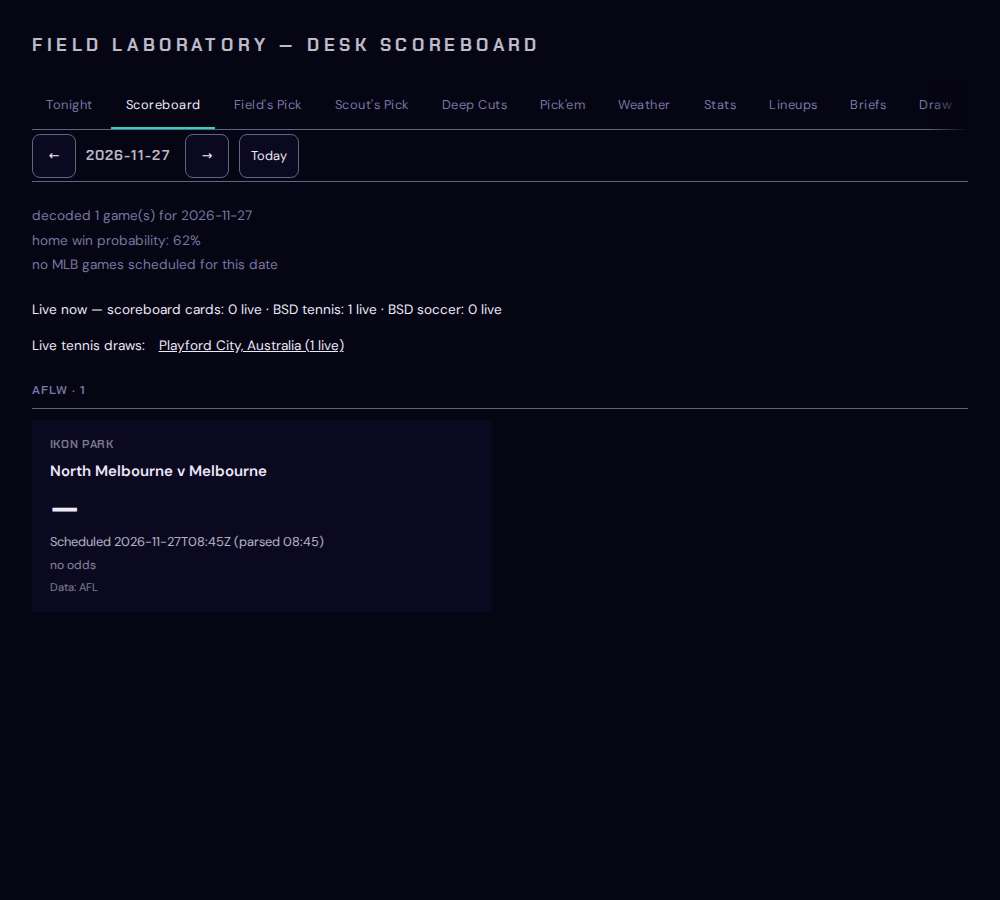 FIELD LABORATORY — DESK SCOREBOARD
Tonight Scoreboard Field's Pick Scout's Pick Deep Cuts Pick'em Weather Stats Lineups Briefs Draw
← 2026-11-27 → Today
decoded 1 game(s) for 2026-11-27
home win probability: 62%
no MLB games scheduled for this date
Live now — scoreboard cards: 0 live · BSD tennis: 1 live · BSD soccer: 0 live
Live tennis draws: Playford City, Australia (1 live)
AFLW · 1
IKON PARK
North Melbourne v Melbourne
—
Scheduled 2026-11-27T08:45Z (parsed 08:45)
no odds
Data: AFL